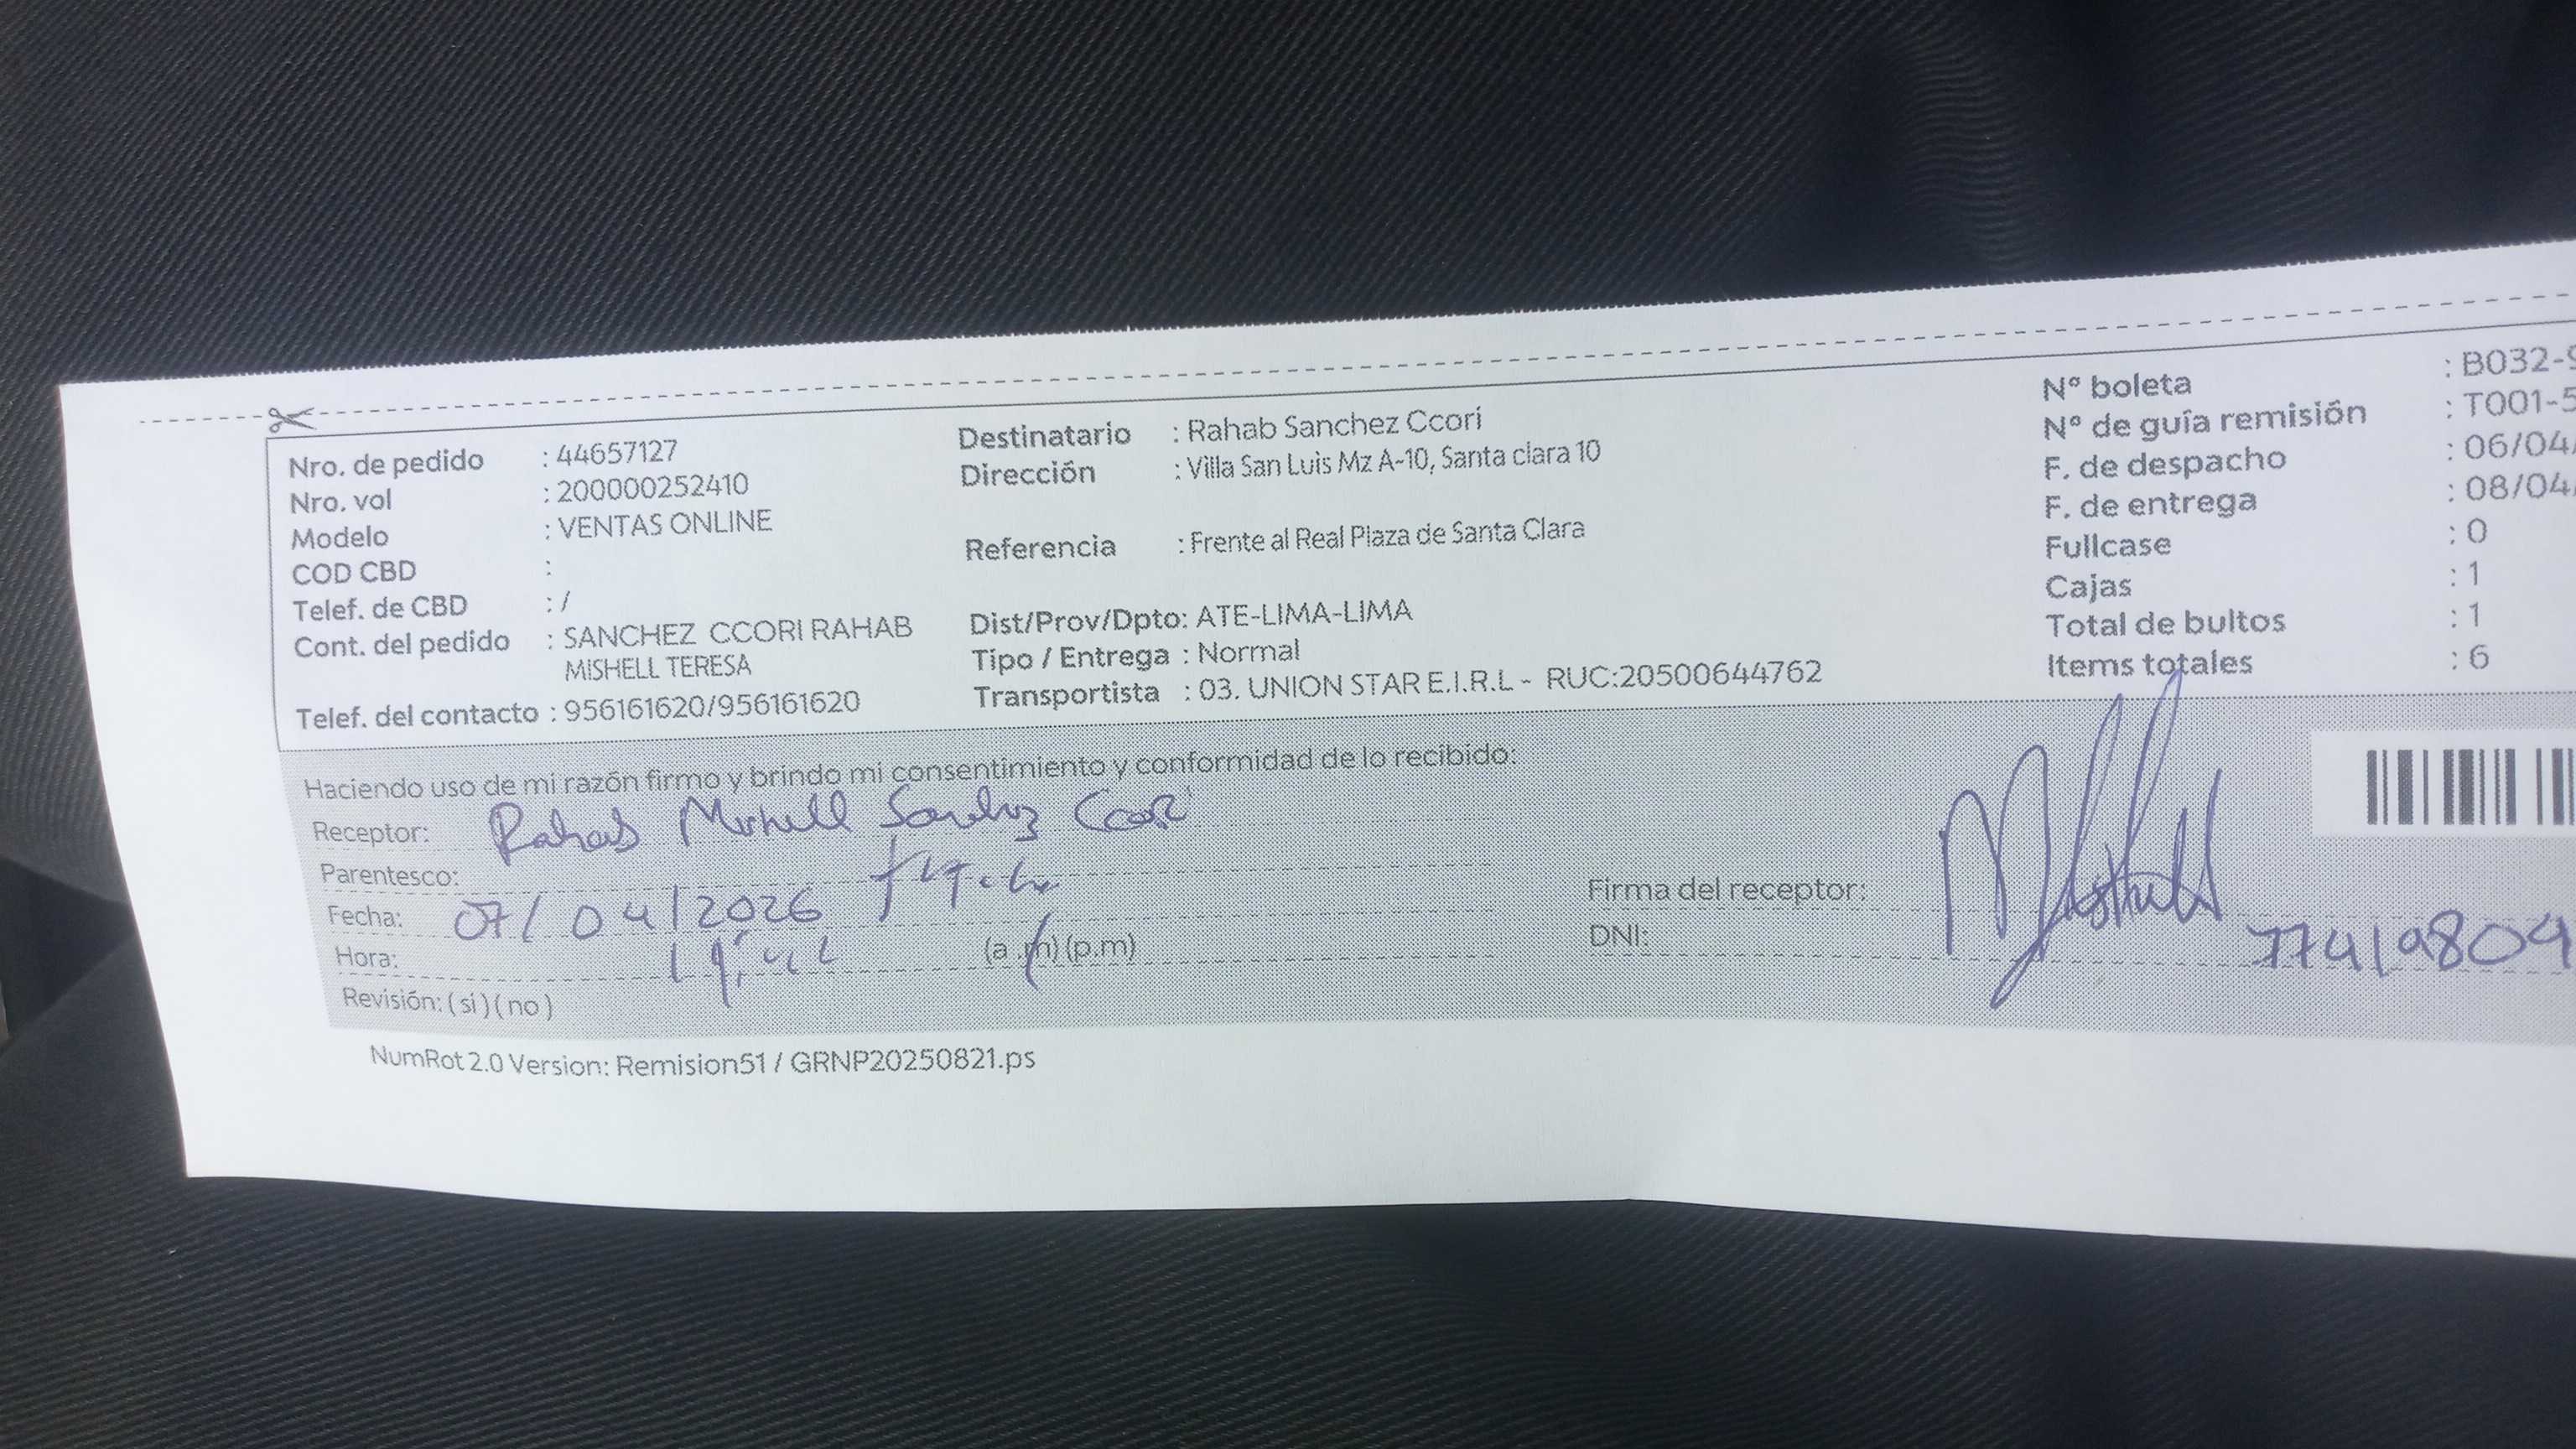 Nro. de pedido : 44657127
Nro. vol : 200000252410
Modelo : VENTAS ONLINE
COD CBD :
Telef. de CBD : /
Cont. del pedido : SANCHEZ CCORI RAHAB
MISHELL TERESA
Telef. del contacto : 956161620/956161620
Destinatario : Rahab Sanchez Ccori
Dirección : Villa San Luis Mz A-10, Santa clara 10
Referencia : Frente al Real Plaza de Santa Clara
Dist/Prov/Dpto: ATE-LIMA-LIMA
Tipo / Entrega : Normal
Transportista : 03. UNION STAR E.I.R.L - RUC:20500644762
N° boleta : B032-
N° de guía remisión : T001-5
F. de despacho : 06/04/
F. de entrega : 08/04/
Fullcase : 0
Cajas : 1
Total de bultos : 1
Items totales : 6
Haciendo uso de mi razón firmo y brindo mi consentimiento y conformidad de lo recibido:
Receptor: Rahab Mishell Sanchez Ccori
Parentesco:
Fecha: 07/04/2026
Hora: (a.m) (p.m)
Revisión: (si) (no)
Firma del receptor:
DNI: 77419804
NumRot 2.0 Version: Remision51 / GRNP20250821.ps